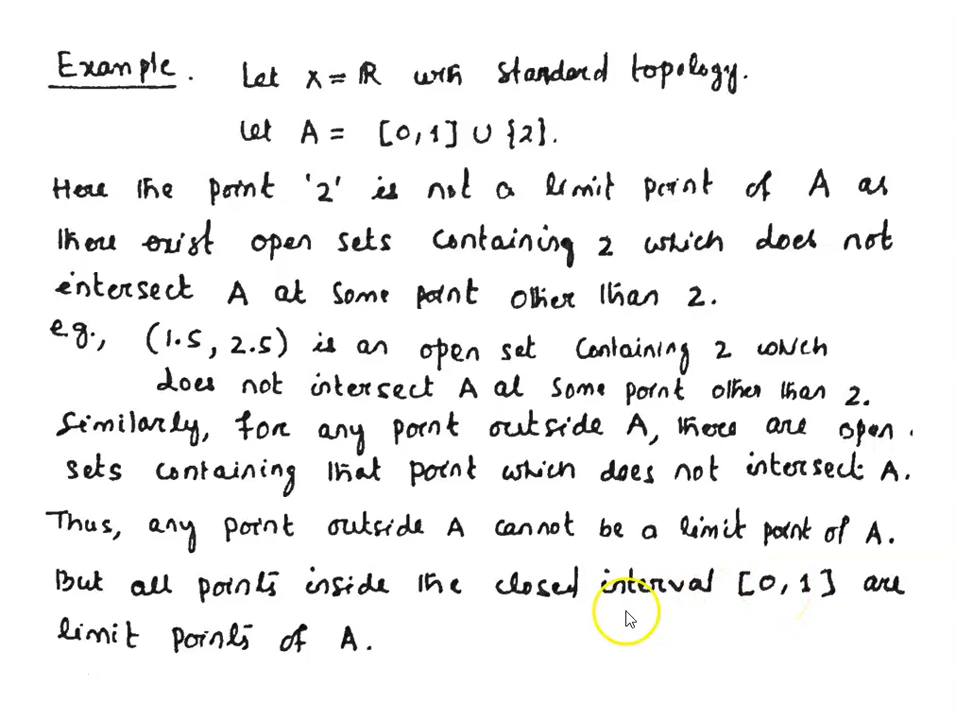 Example. Let X = ℝ with standard topology.
Let A = [0,1] ∪ {2}.
Here the point '2' is not a limit point of A as
there exist open sets containing 2 which does not
intersect A at some point other than 2.
e.g., (1.5, 2.5) is an open set containing 2 which
does not intersect A at some point other than 2.
Similarly, for any point outside A, there are open
sets containing that point which does not intersect A.
Thus, any point outside A cannot be a limit point of A.
But all points inside the closed interval [0,1] are
limit points of A.